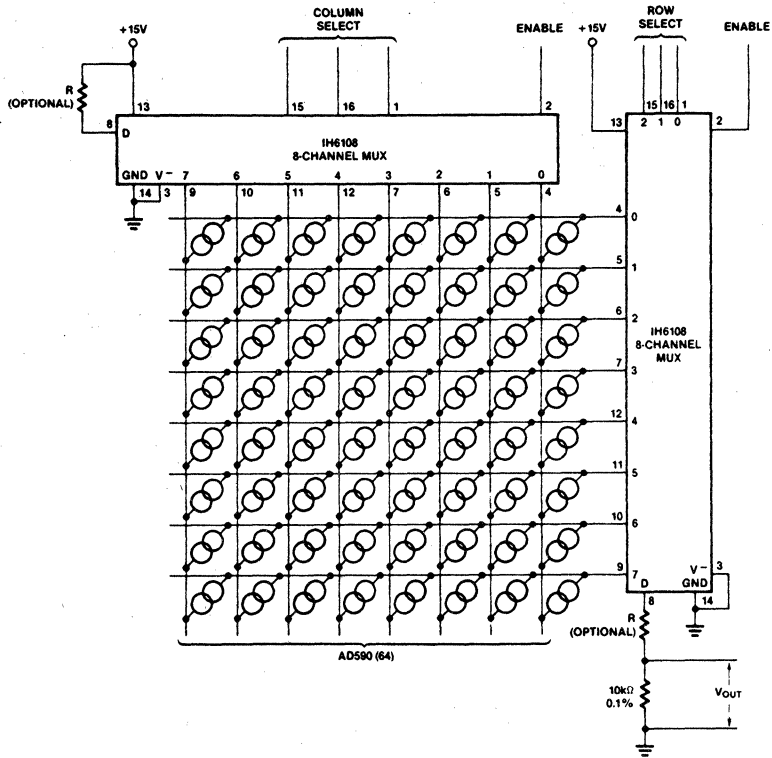 COLUMN
SELECT
ROW
SELECT
+15V
ENABLE
+15V
ENABLE
R
(OPTIONAL)
13
15
16
1
2
15
16
1
13
2
1
0
2
8
D
IH6108
8-CHANNEL MUX
GND
V−
7
6
5
4
3
2
1
0
14
3
9
10
11
12
7
6
5
4
4
0
5
1
6
2
IH6108
8-CHANNEL
MUX
7
3
12
4
11
5
10
6
9
7
V−
3
D
GND
8
14
R
(OPTIONAL)
AD590 (64)
10kΩ
0.1%
VOUT